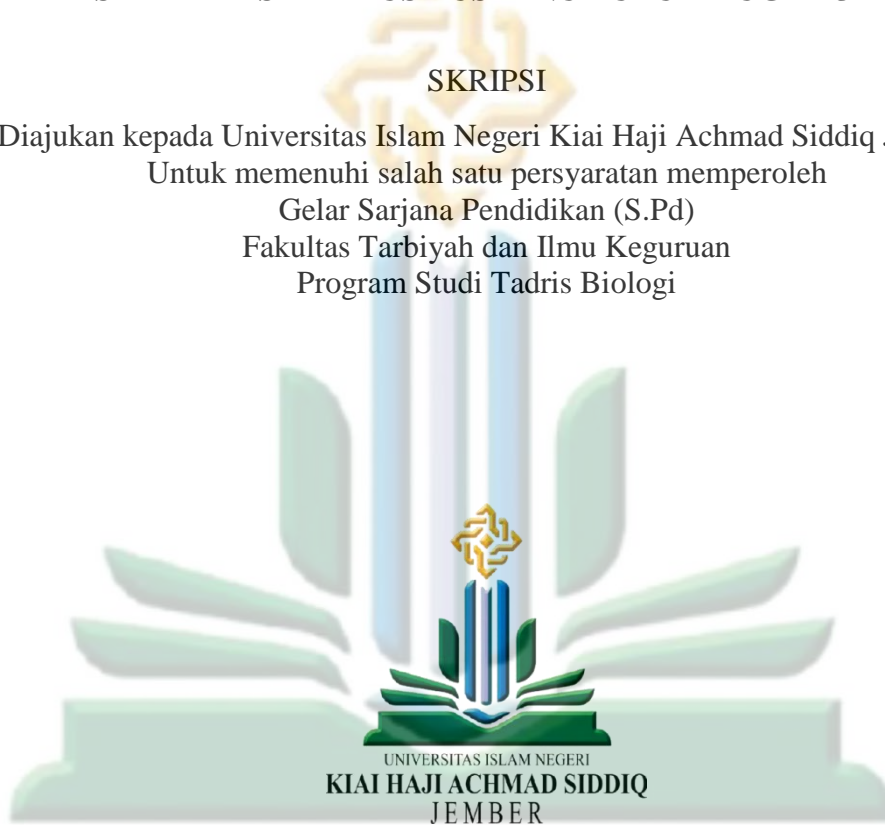 SKRIPSI
Diajukan kepada Universitas Islam Negeri Kiai Haji Achmad Siddiq
Untuk memenuhi salah satu persyaratan memperoleh
Gelar Sarjana Pendidikan (S.Pd)
Fakultas Tarbiyah dan Ilmu Keguruan
Program Studi Tadris Biologi
UNIVERSITAS ISLAM NEGERI
KIAI HAJI ACHMAD SIDDIQ
JEMBER